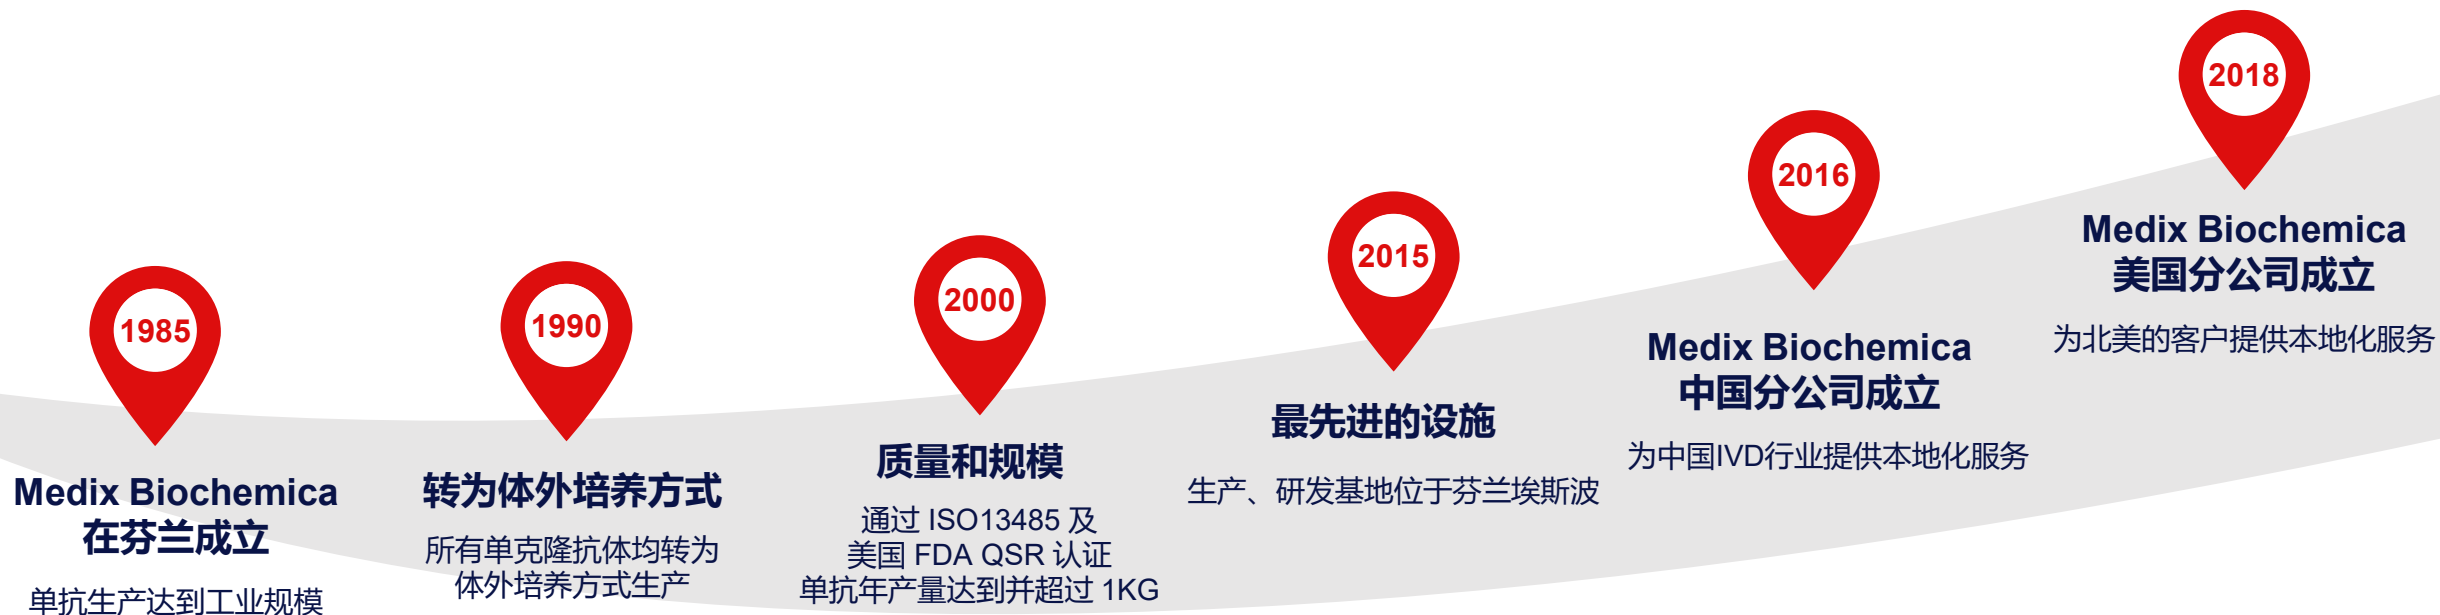 1985
Medix Biochemica
在芬兰成立
单抗生产达到工业规模
1990
转为体外培养方式
所有单克隆抗体均转为
体外培养方式生产
2000
质量和规模
通过 ISO13485 及
美国 FDA QSR 认证
单抗年产量达到并超过 1KG
2015
最先进的设施
生产、研发基地位于芬兰埃斯波
2016
Medix Biochemica
中国分公司成立
为中国IVD行业提供本地化服务
2018
Medix Biochemica
美国分公司成立
为北美的客户提供本地化服务